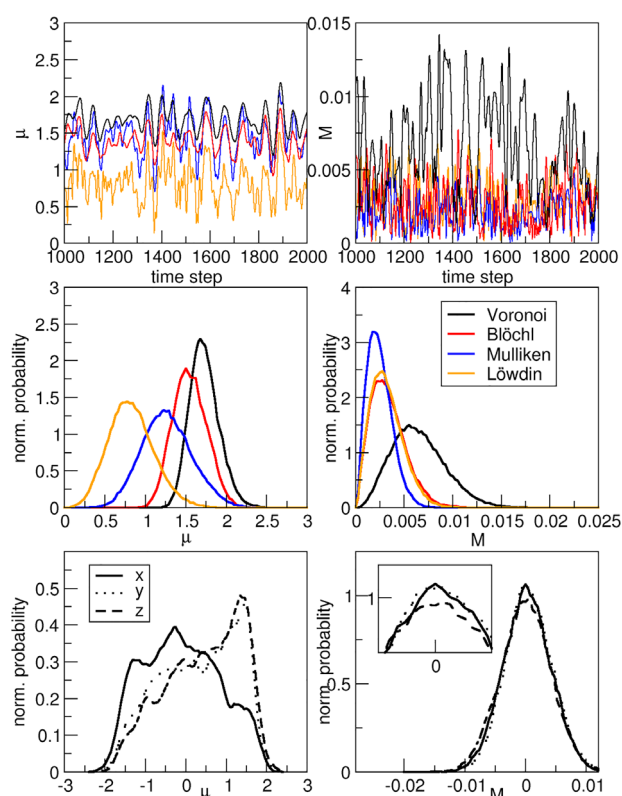 3
2.5
2
1.5
1
0.5
0
μ
1000 1200 1400 1600 1800 2000
time step
0.015
0.01
0.005
0
M
1000 1200 1400 1600 1800 2000
time step
3
2.5
2
1.5
1
0.5
0
norm. probability
0 0.5 1 1.5 2 2.5 3
μ
4
3
2
1
0
norm. probability
Voronoi
Blöchl
Mulliken
Löwdin
0 0.005 0.01 0.015 0.02 0.025
M
0.5
0.4
0.3
0.2
0.1
0
norm. probability
x
y
z
-3 -2 -1 0 1 2 3
μ
1
0.5
0
norm. probablity
1
0
-0.02 -0.01 0 0.01
M